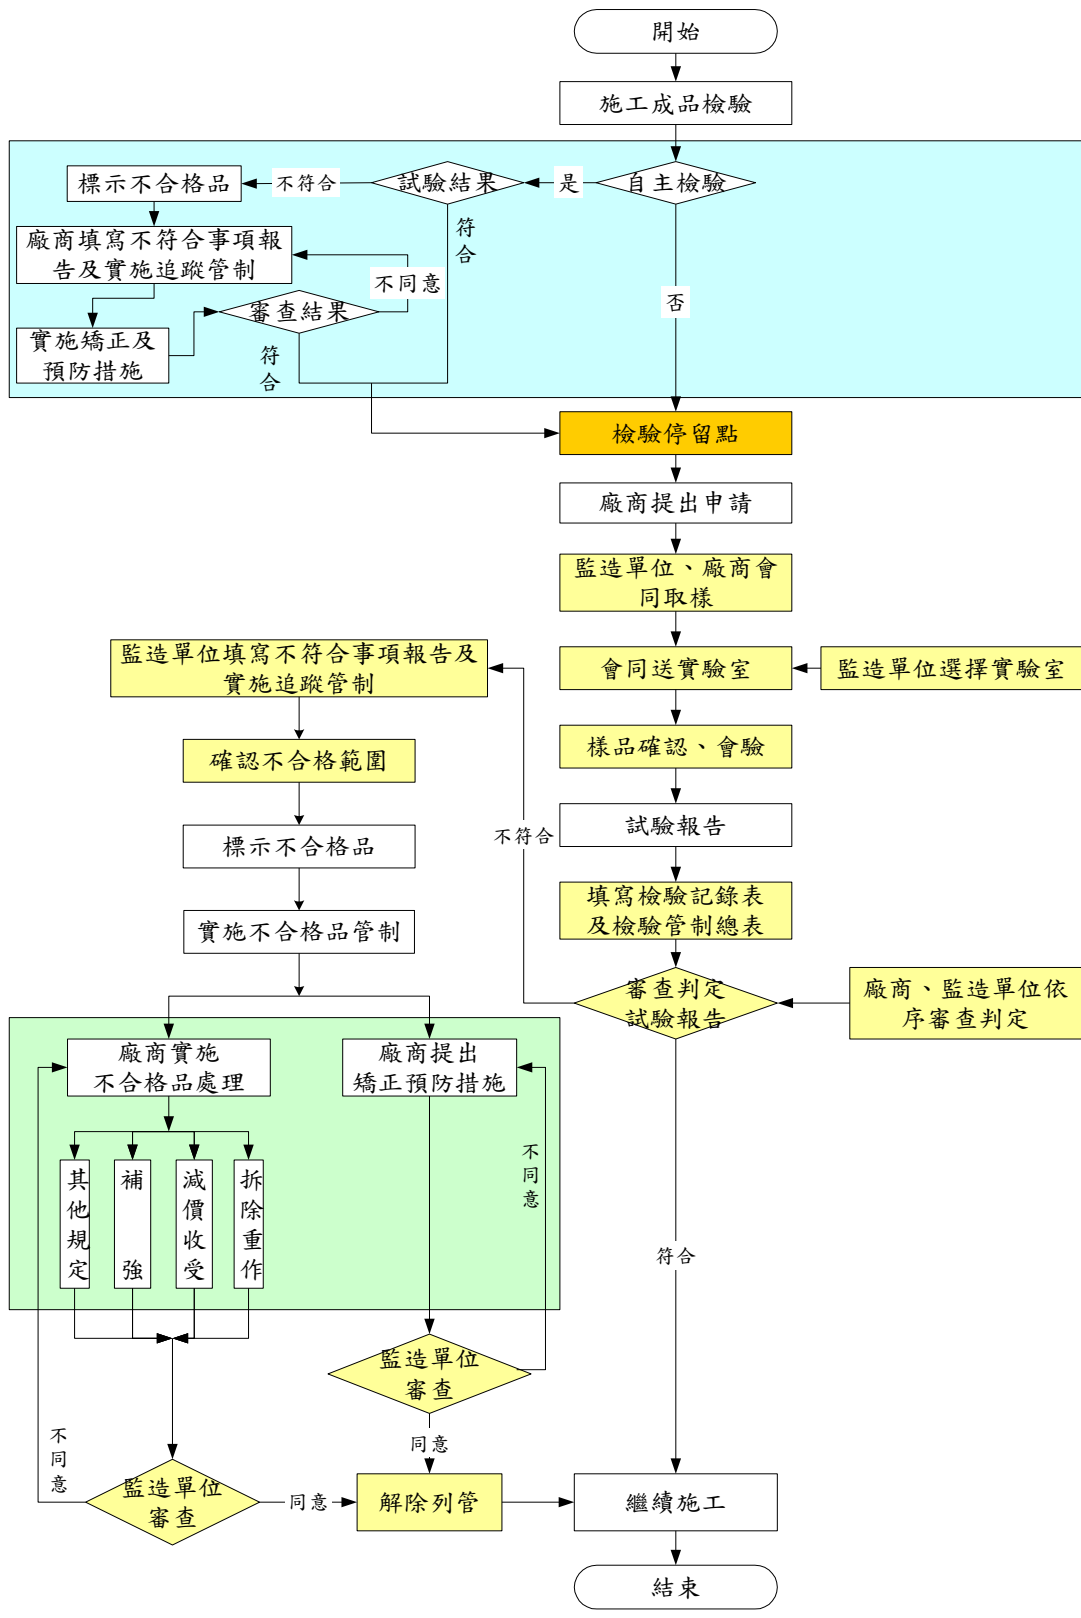 開始
施工成品檢驗
自主檢驗
是
試驗結果
不符合
標示不合格品
廠商填寫不符合事項報
告及實施追蹤管制
實施矯正及
預防措施
審查結果
不同意
符
合
符
合
否
檢驗停留點
廠商提出申請
監造單位、廠商會
同取樣
會同送實驗室
監造單位選擇實驗室
樣品確認、會驗
試驗報告
填寫檢驗記錄表
及檢驗管制總表
審查判定
試驗報告
廠商、監造單位依
序審查判定
不符合
監造單位填寫不符合事項報告及
實施追蹤管制
確認不合格範圍
標示不合格品
實施不合格品管制
廠商實施
不合格品處理
廠商提出
矯正預防措施
其他規定
補強
減價收受
拆除重作
不同意
監造單位
審查
同意
不同意
監造單位
審查
同意
解除列管
符合
繼續施工
結束